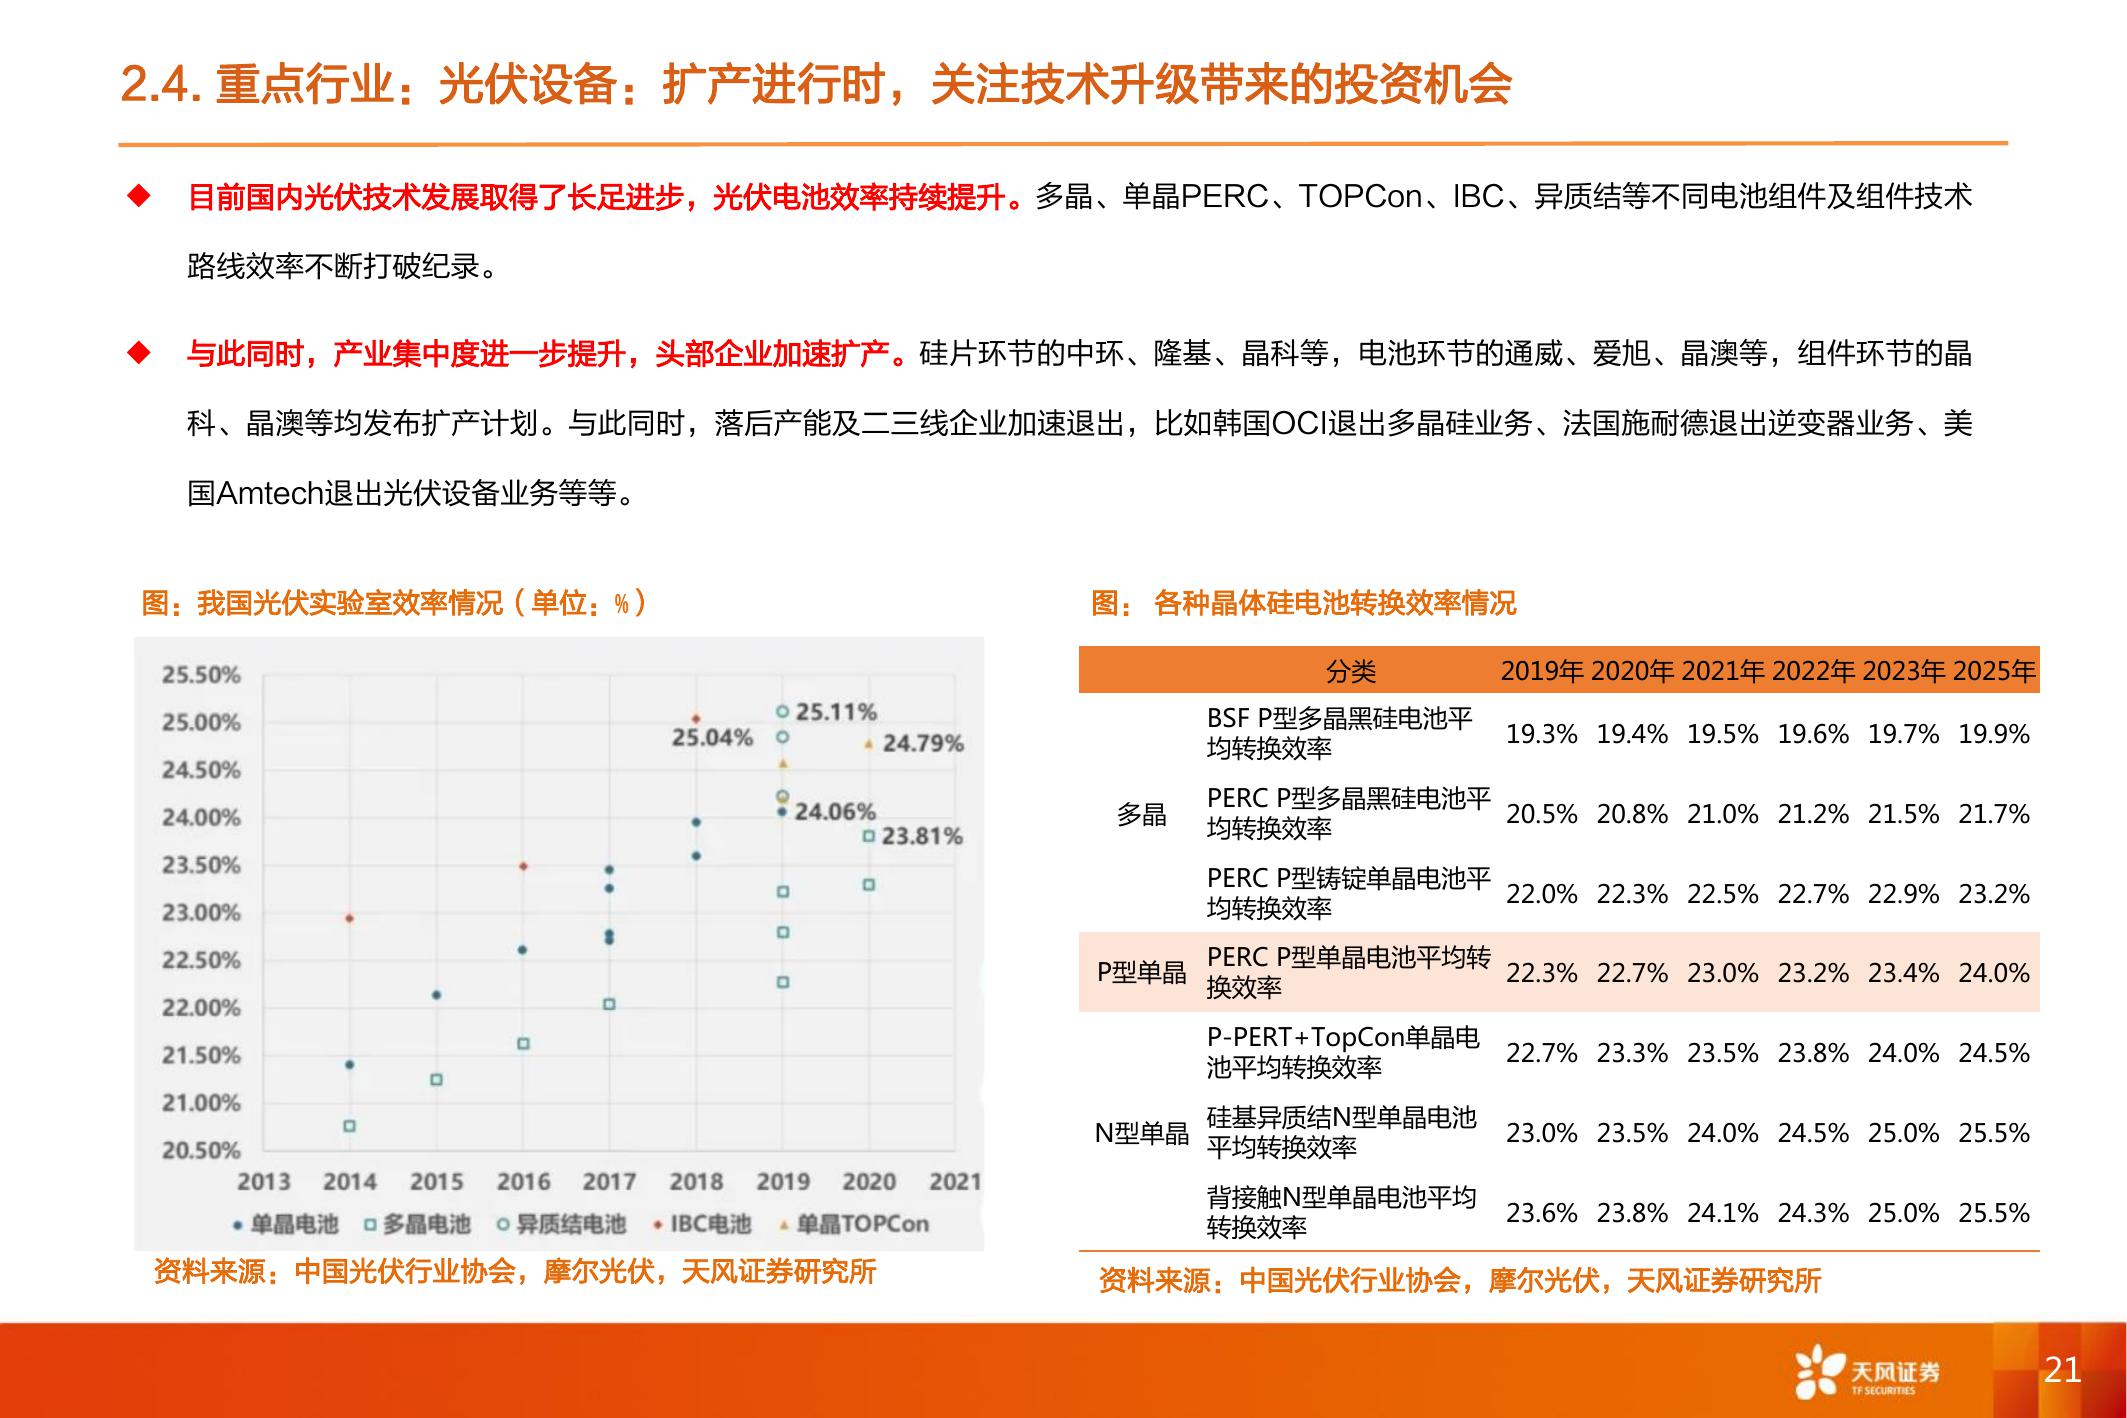 2.4. 重点行业：光伏设备：扩产进行时，关注技术升级带来的投资机会
◆ 目前国内光伏技术发展取得了长足进步，光伏电池效率持续提升。多晶、单晶PERC、TOPCon、IBC、异质结等不同电池组件及组件技术
路线效率不断打破纪录。
◆ 与此同时，产业集中度进一步提升，头部企业加速扩产。硅片环节的中环、隆基、晶科等，电池环节的通威、爱旭、晶澳等，组件环节的晶
科、晶澳等均发布扩产计划。与此同时，落后产能及二三线企业加速退出，比如韩国OCI退出多晶硅业务、法国施耐德退出逆变器业务、美
国Amtech退出光伏设备业务等等。
图：我国光伏实验室效率情况（单位：%）
25.50%
25.00%
24.50%
24.00%
23.50%
23.00%
22.50%
22.00%
21.50%
21.00%
20.50%
25.11%
25.04%
24.79%
24.06%
23.81%
2013 2014 2015 2016 2017 2018 2019 2020 2021
单晶电池 多晶电池 异质结电池 IBC电池 单晶TOPCon
资料来源：中国光伏行业协会，摩尔光伏，天风证券研究所
图： 各种晶体硅电池转换效率情况
分类 2019年 2020年 2021年 2022年 2023年 2025年
多晶
BSF P型多晶黑硅电池平
均转换效率
19.3% 19.4% 19.5% 19.6% 19.7% 19.9%
PERC P型多晶黑硅电池平
均转换效率
20.5% 20.8% 21.0% 21.2% 21.5% 21.7%
PERC P型铸锭单晶电池平
均转换效率
22.0% 22.3% 22.5% 22.7% 22.9% 23.2%
P型单晶
PERC P型单晶电池平均转
换效率
22.3% 22.7% 23.0% 23.2% 23.4% 24.0%
N型单晶
P-PERT+TopCon单晶电
池平均转换效率
22.7% 23.3% 23.5% 23.8% 24.0% 24.5%
硅基异质结N型单晶电池
平均转换效率
23.0% 23.5% 24.0% 24.5% 25.0% 25.5%
背接触N型单晶电池平均
转换效率
23.6% 23.8% 24.1% 24.3% 25.0% 25.5%
资料来源：中国光伏行业协会，摩尔光伏，天风证券研究所
天风证券
TF SECURITIES
21